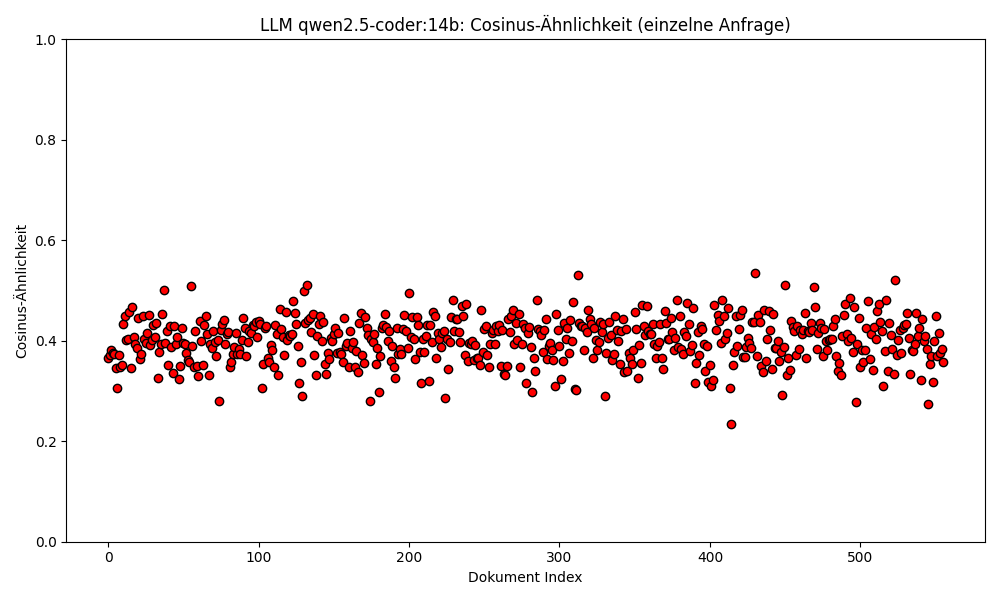 LLM qwen2.5-coder:14b: Cosinus-Ähnlichkeit (einzelne Anfrage)
1.0
0.8
0.6
0.4
0.2
0.0
Cosinus-Ähnlichkeit
0 100 200 300 400 500
Dokument Index